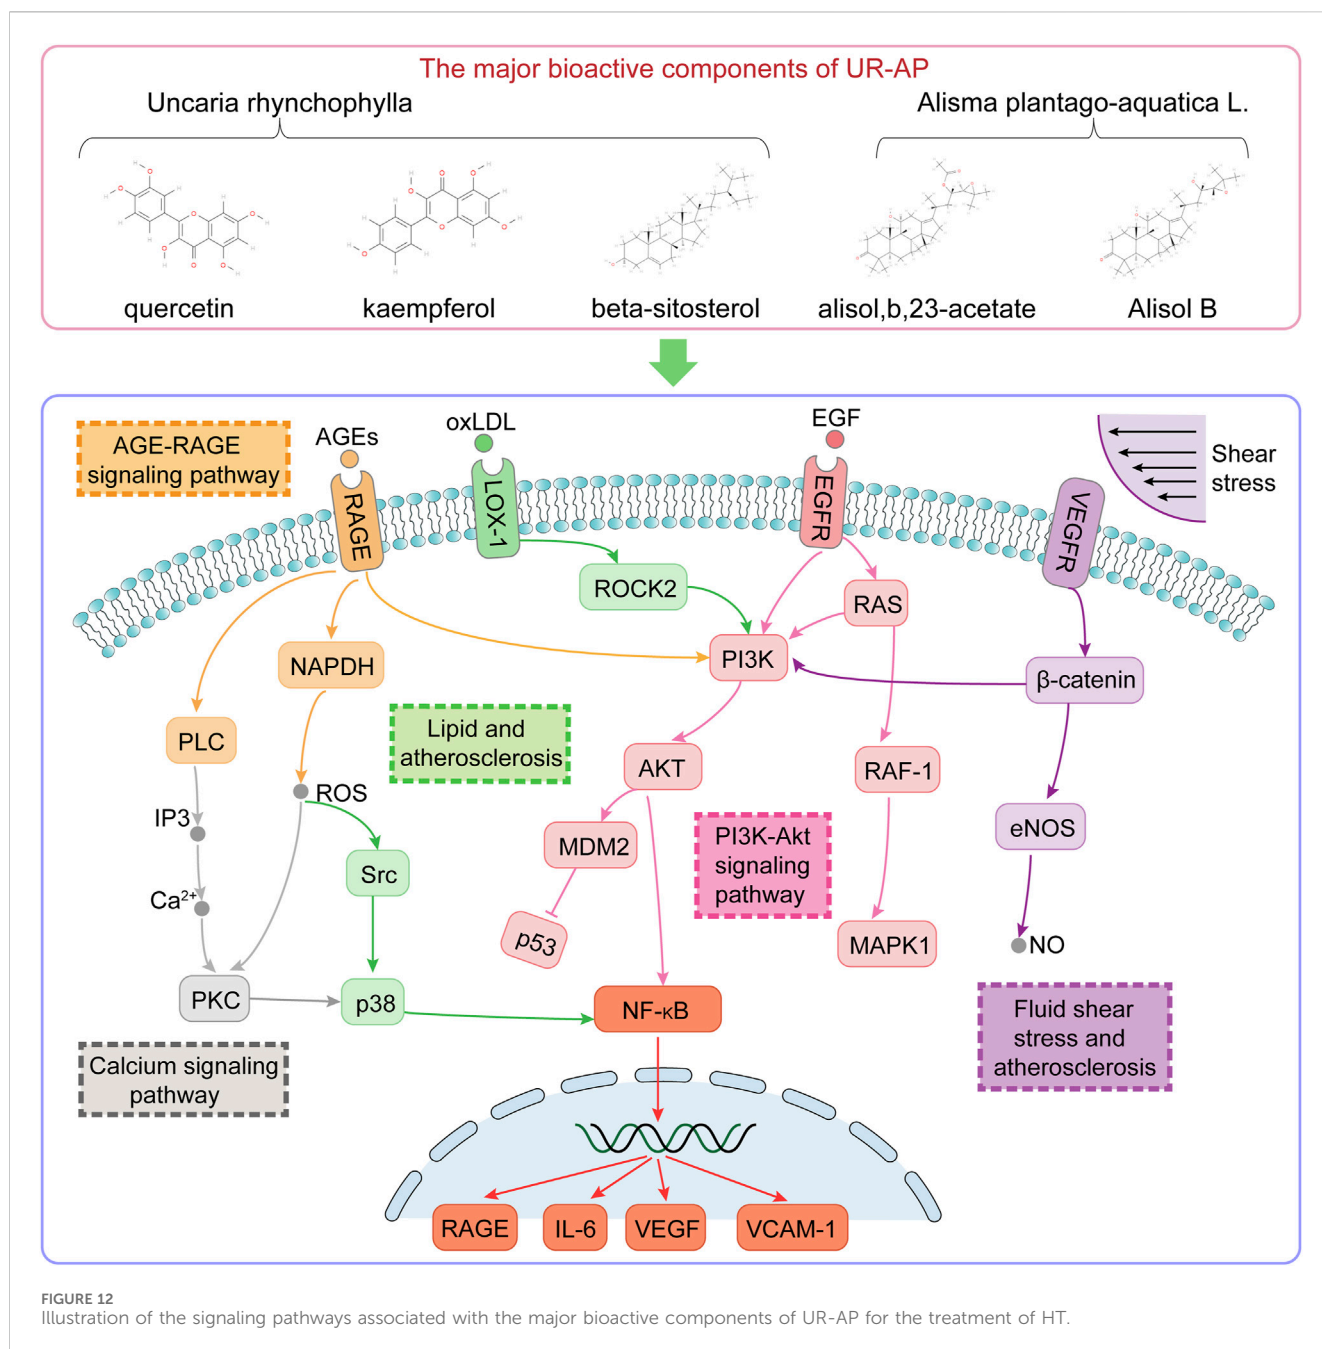 The major bioactive components of UR-AP
Uncaria rhynchophylla
Alisma plantago-aquatica L.
quercetin
kaempferol
beta-sitosterol
alisol,b,23-acetate
Alisol B
AGE-RAGE
signaling pathway
AGEs
oxLDL
EGF
Shear
stress
RAGE
LOX-1
EGFR
VEGFR
ROCK2
RAS
NAPDH
PI3K
β-catenin
PLC
Lipid and
atherosclerosis
AKT
RAF-1
ROS
IP3
MDM2
PI3K-Akt
signaling
pathway
eNOS
Src
Ca²⁺
p53
MAPK1
NO
PKC
p38
NF-κB
Fluid shear
stress and
atherosclerosis
Calcium signaling
pathway
RAGE
IL-6
VEGF
VCAM-1
FIGURE 12
Illustration of the signaling pathways associated with the major bioactive components of UR-AP for the treatment of HT.